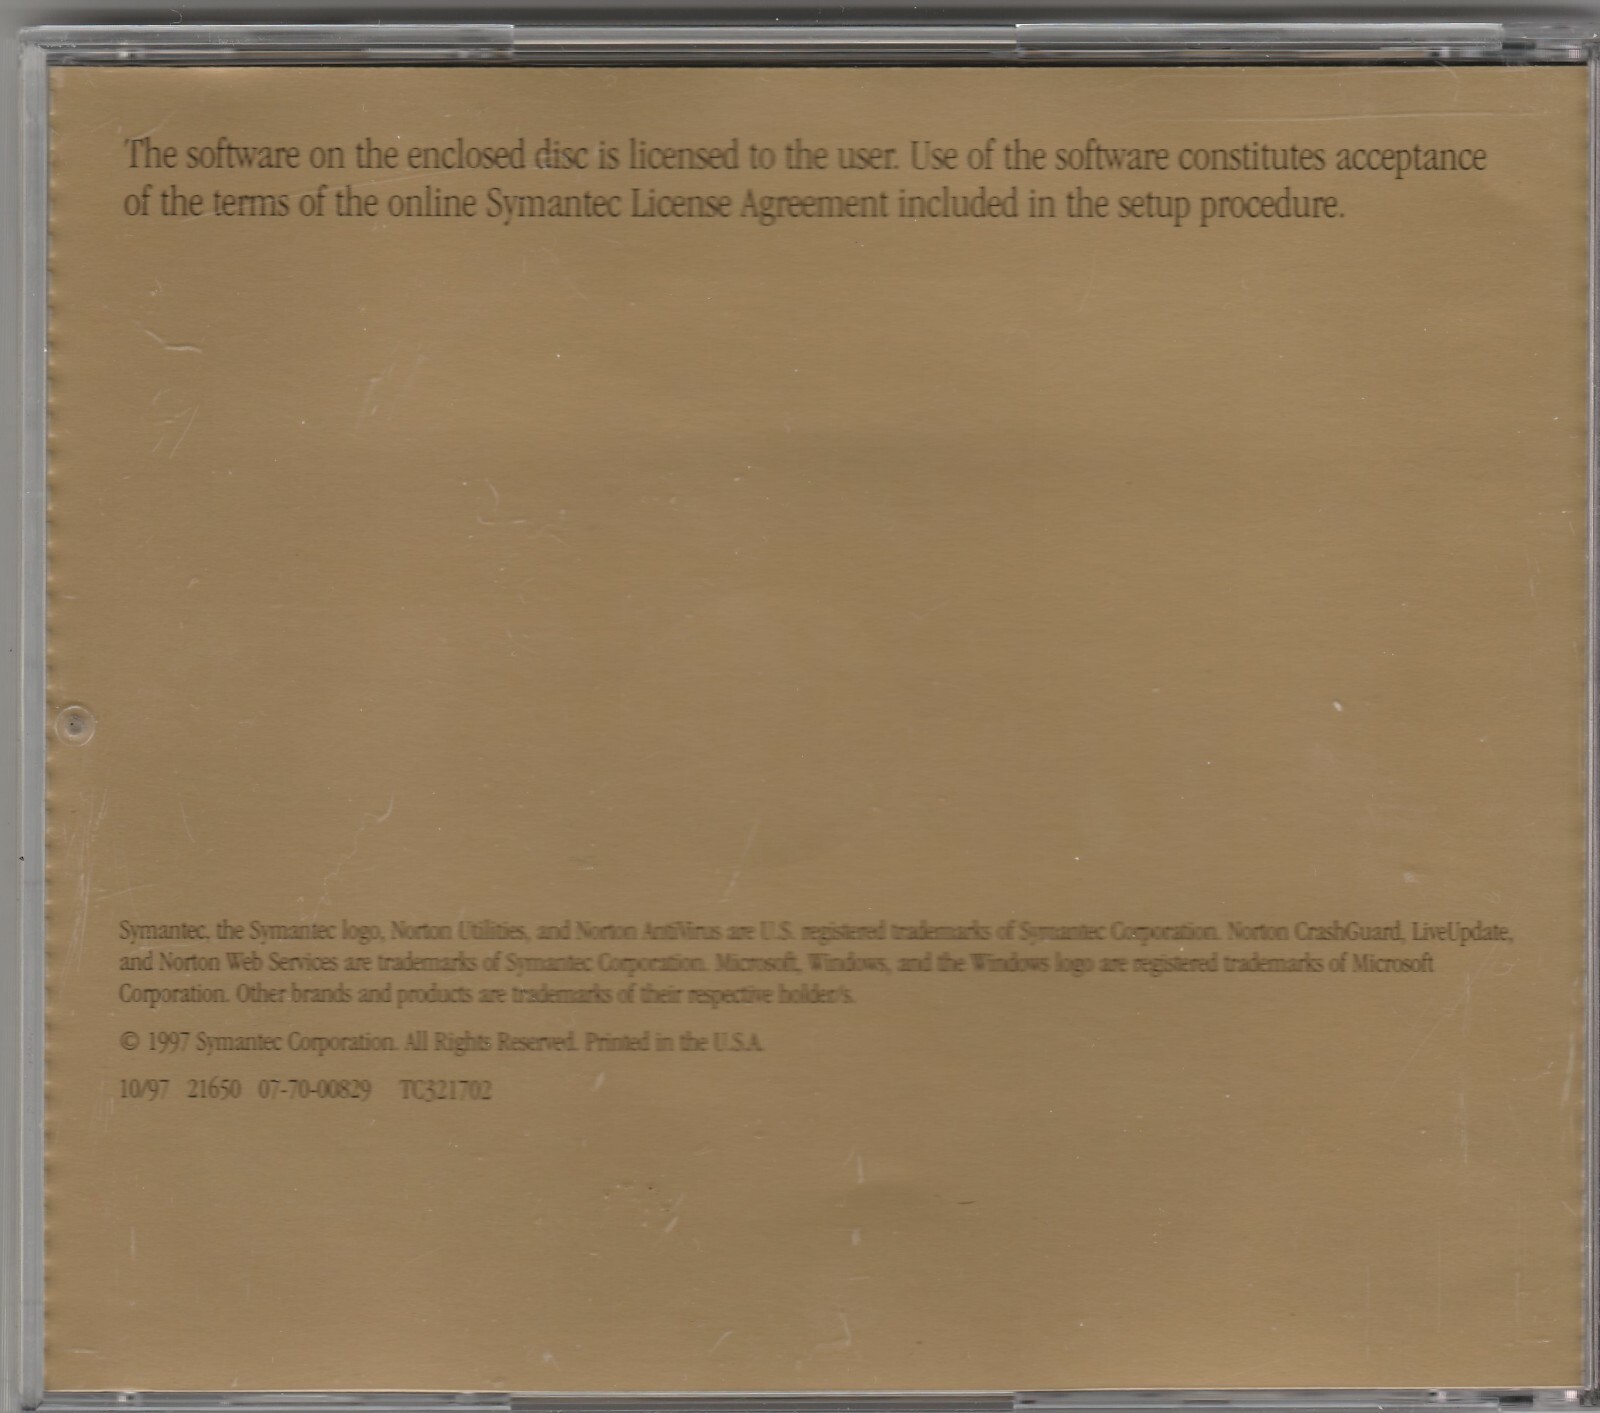 The software on the enclosed disc is licensed to the user. Use of the software constitutes acceptance
of the terms of the online Symantec License Agreement included in the setup procedure.
Symantec, the Symantec logo, Norton Utilities, and Norton AntiVirus are U.S. registered trademarks of Symantec Corporation. Norton CrashGuard, LiveUpdate,
and Norton Web Services are trademarks of Symantec Corporation. Microsoft, Windows, and the Windows logo are registered trademarks of Microsoft
Corporation. Other brands and products are trademarks of their respective holder/s.
© 1997 Symantec Corporation. All Rights Reserved. Printed in the U.S.A.
10/97 21650 07-70-00829 TC321702